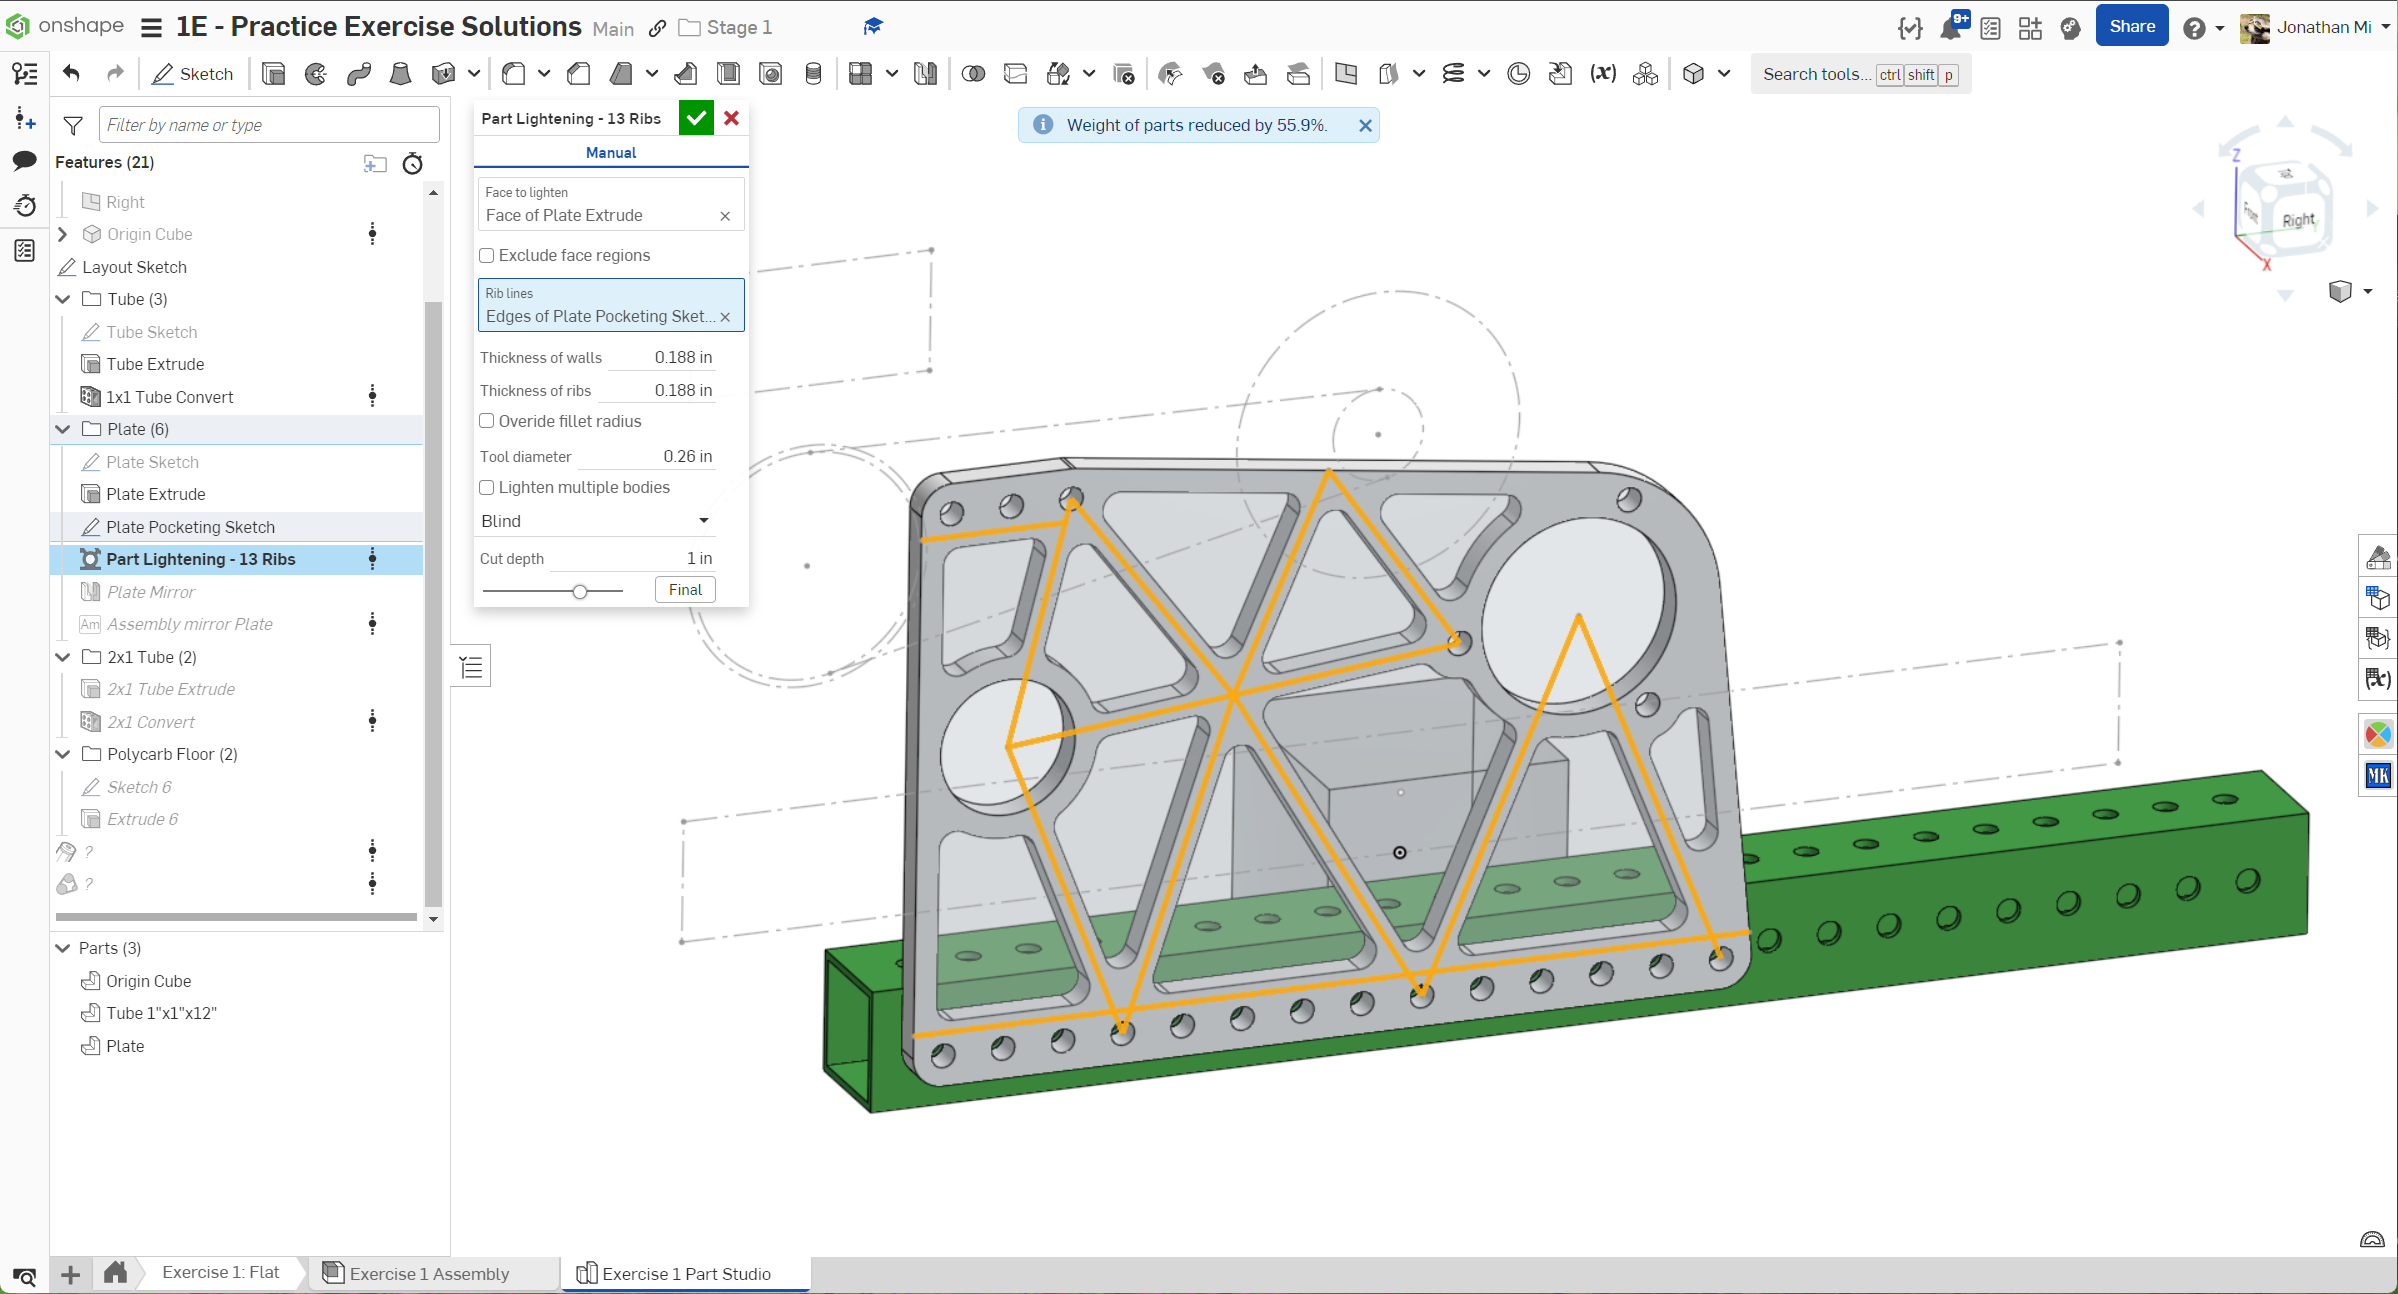 onshape
1E - Practice Exercise Solutions Main Stage 1
9+
Share
Jonathan Mi
Sketch
Search tools... ctrl shift p
Filter by name or type
Features (21)
Right
Origin Cube
Layout Sketch
Tube (3)
Tube Sketch
Tube Extrude
1x1 Tube Convert
Plate (6)
Plate Sketch
Plate Extrude
Plate Pocketing Sketch
Part Lightening - 13 Ribs
Plate Mirror
Am Assembly mirror Plate
2x1 Tube (2)
2x1 Tube Extrude
2x1 Convert
Polycarb Floor (2)
Sketch 6
Extrude 6
?
?
Parts (3)
Origin Cube
Tube 1"x1"x12"
Plate
Part Lightening - 13 Ribs
Manual
Face to lighten
Face of Plate Extrude
Exclude face regions
Rib lines
Edges of Plate Pocketing Sket...
Thickness of walls 0.188 in
Thickness of ribs 0.188 in
Overide fillet radius
Tool diameter 0.26 in
Lighten multiple bodies
Blind
Cut depth 1 in
Final
Weight of parts reduced by 55.9%.
Z
Front
Right
Y
X
(x)
MK
Exercise 1: Flat
Exercise 1 Assembly
Exercise 1 Part Studio